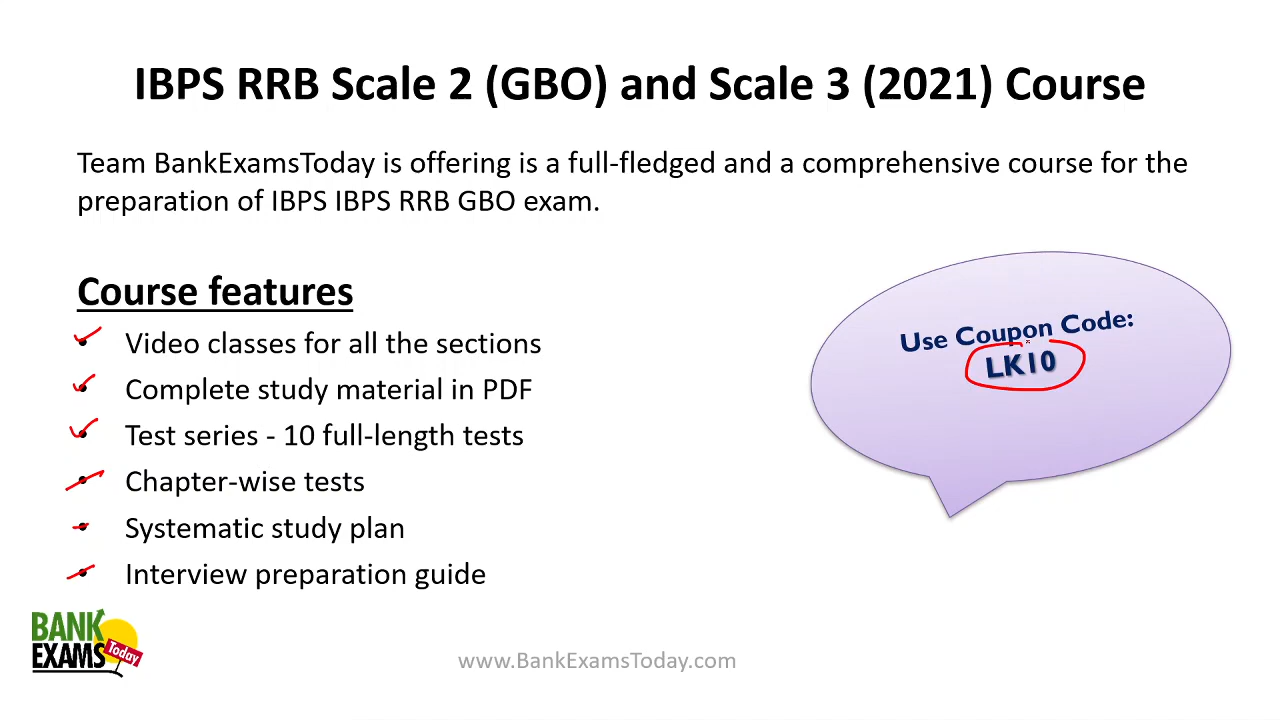 IBPS RRB Scale 2 (GBO) and Scale 3 (2021) Course
Team BankExamsToday is offering is a full-fledged and a comprehensive course for the
preparation of IBPS IBPS RRB GBO exam.
Course features
• Video classes for all the sections
• Complete study material in PDF
• Test series - 10 full-length tests
• Chapter-wise tests
• Systematic study plan
• Interview preparation guide
Use Coupon Code:
LK10
BANK
EXAMS Today
www.BankExamsToday.com